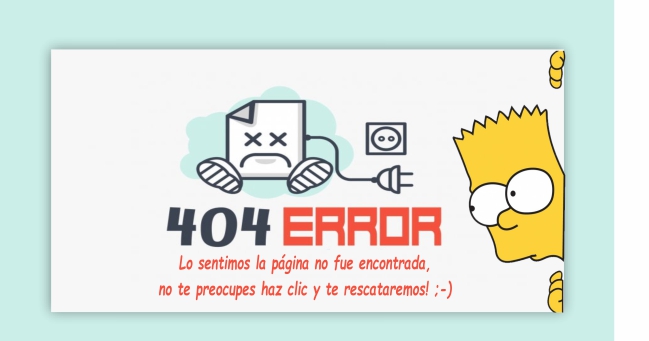 404 ERROR
Lo sentimos la página no fue encontrada,
no te preocupes haz clic y te rescataremos! ;-)